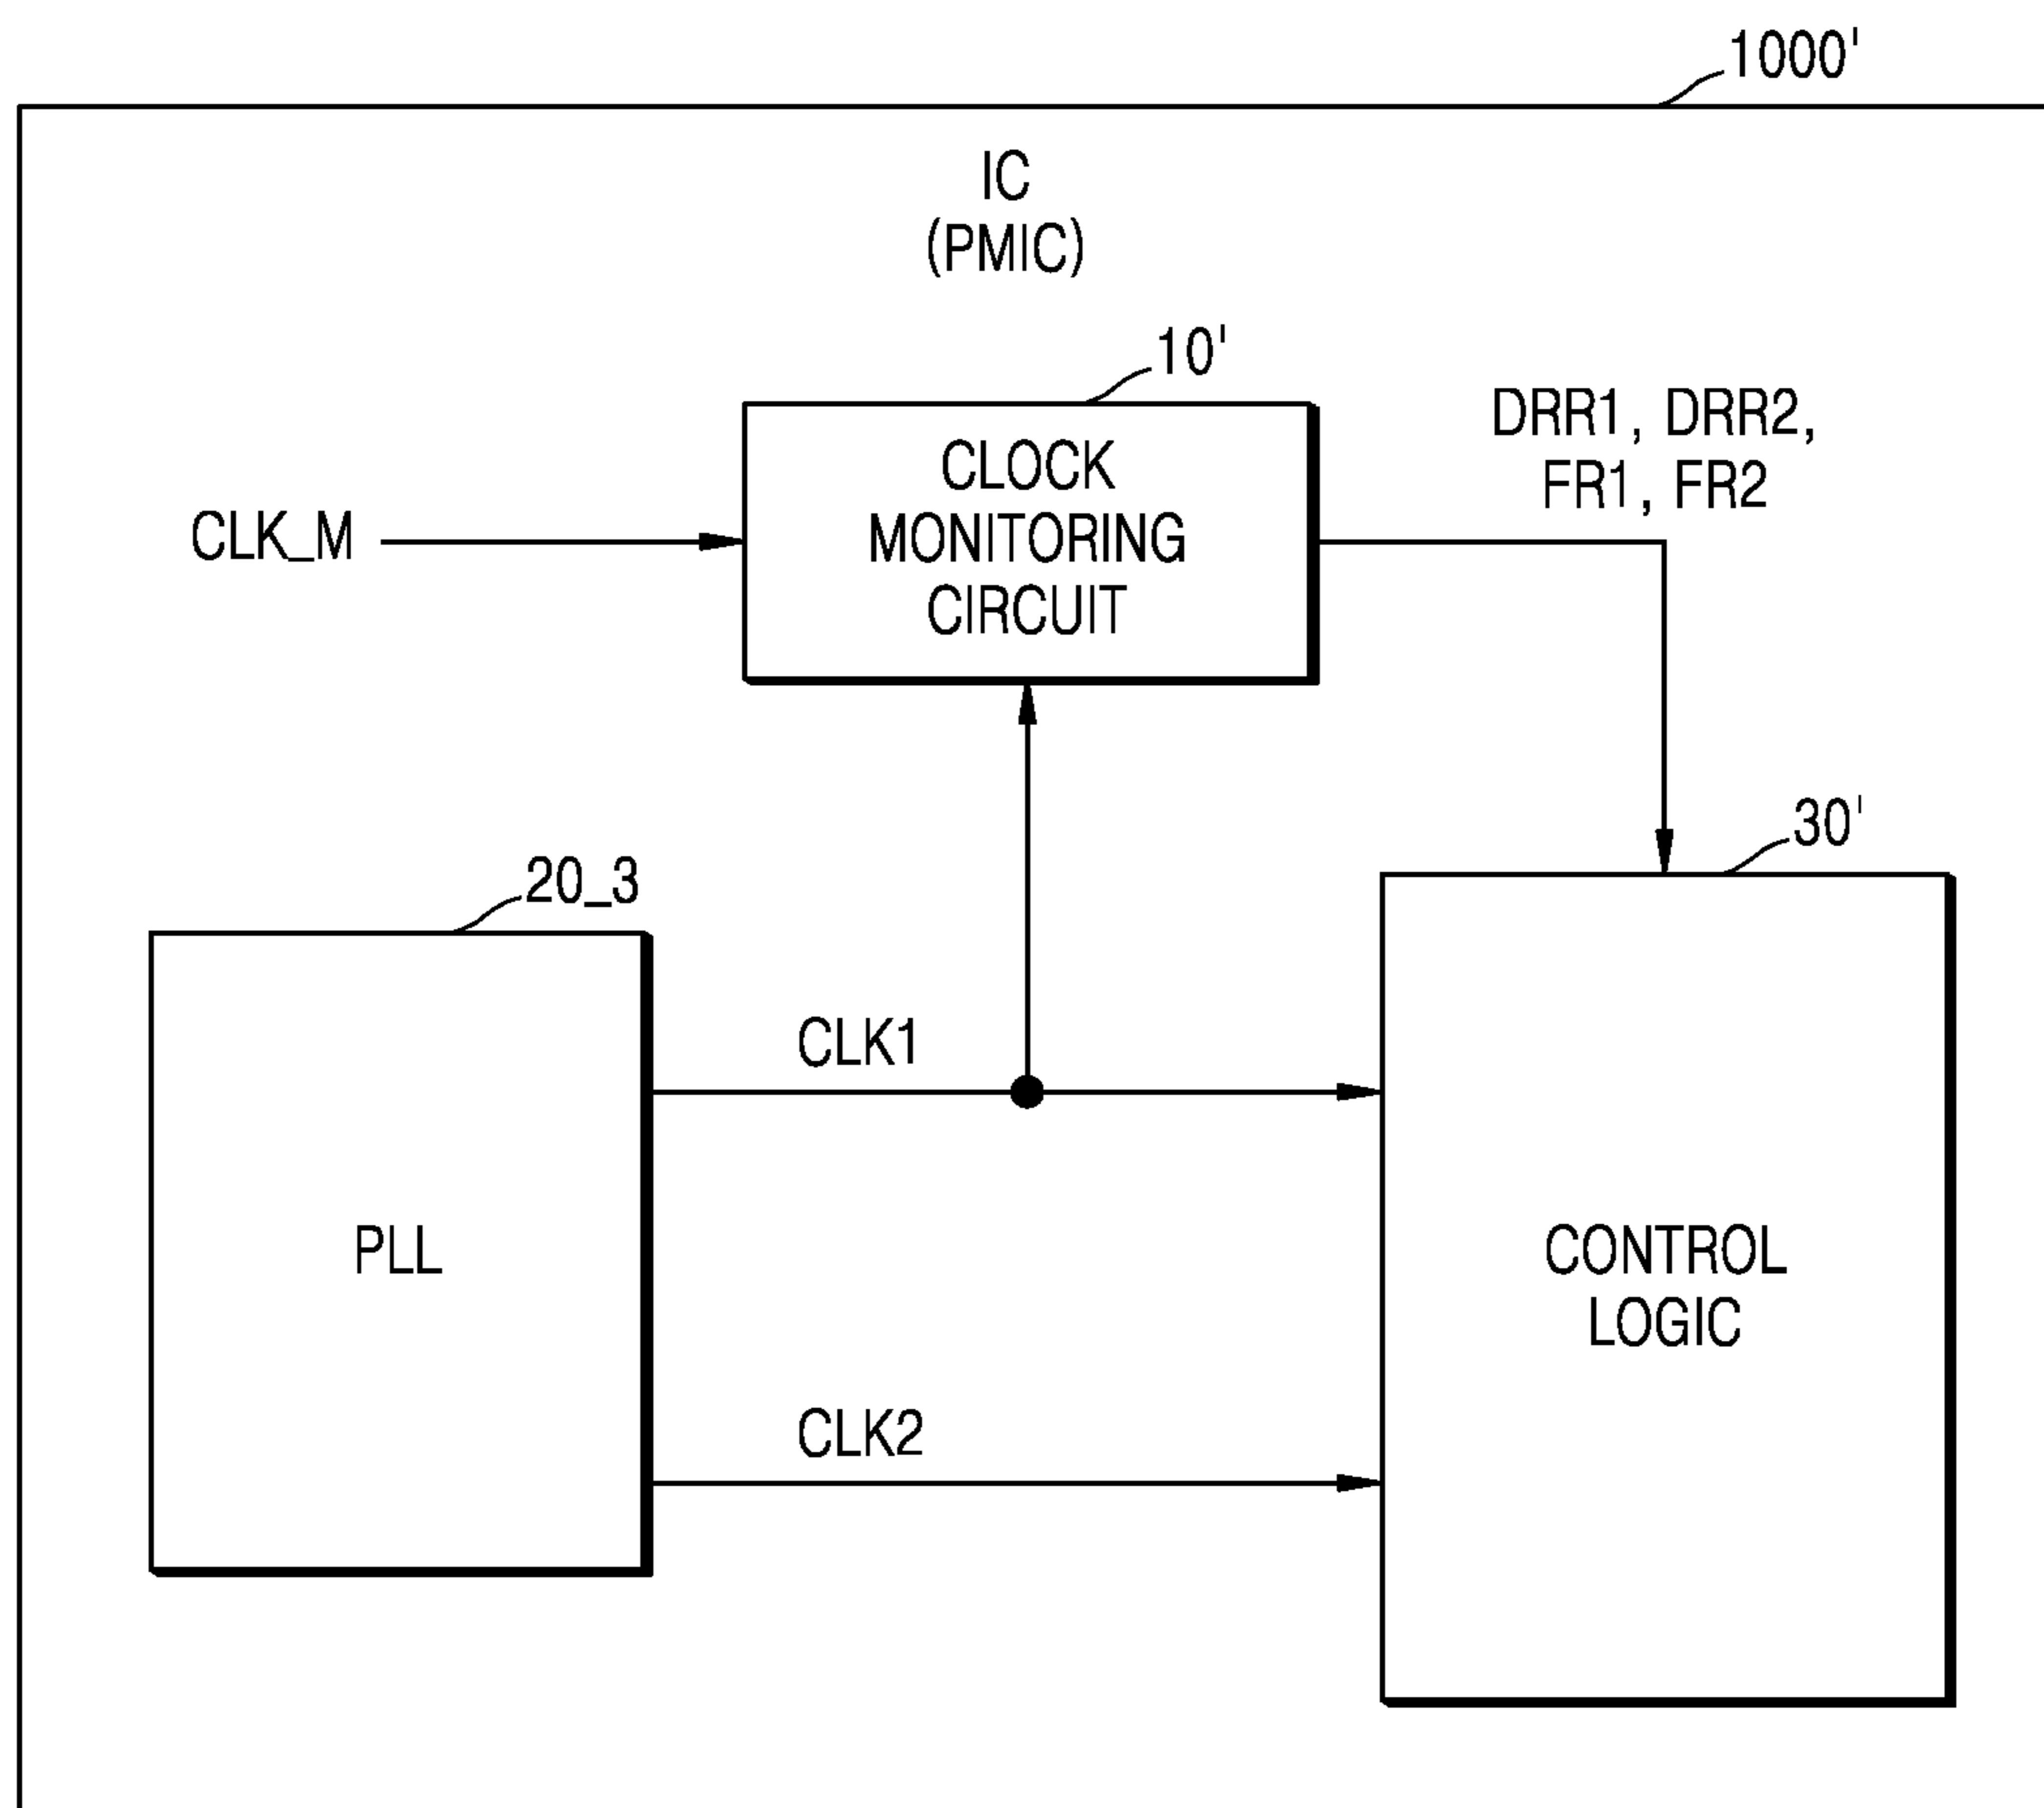 1000'
IC
(PMIC)
10'
CLOCK
MONITORING
CIRCUIT
DRR1, DRR2,
FR1, FR2
CLK_M
30'
20_3
CLK1
PLL
CONTROL
LOGIC
CLK2